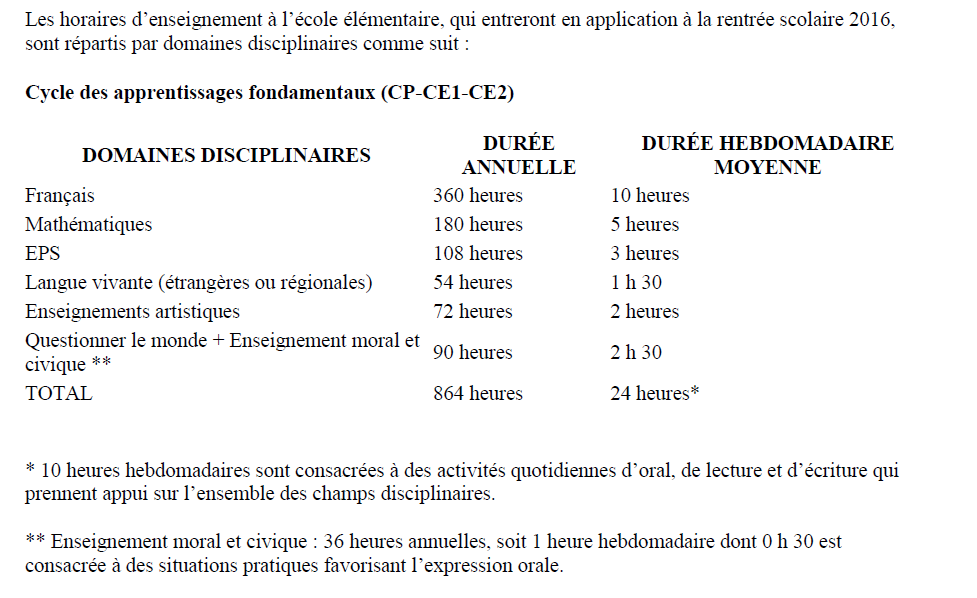 Les horaires d’enseignement à l’école élémentaire, qui entreront en application à la rentrée scolaire 2016,
sont répartis par domaines disciplinaires comme suit :
Cycle des apprentissages fondamentaux (CP-CE1-CE2)
DOMAINES DISCIPLINAIRES DURÉE ANNUELLE DURÉE HEBDOMADAIRE MOYENNE
Français 360 heures 10 heures
Mathématiques 180 heures 5 heures
EPS 108 heures 3 heures
Langue vivante (étrangères ou régionales) 54 heures 1 h 30
Enseignements artistiques 72 heures 2 heures
Questionner le monde + Enseignement moral et
civique ** 90 heures 2 h 30
TOTAL 864 heures 24 heures*
* 10 heures hebdomadaires sont consacrées à des activités quotidiennes d’oral, de lecture et d’écriture qui
prennent appui sur l’ensemble des champs disciplinaires.
** Enseignement moral et civique : 36 heures annuelles, soit 1 heure hebdomadaire dont 0 h 30 est
consacrée à des situations pratiques favorisant l’expression orale.